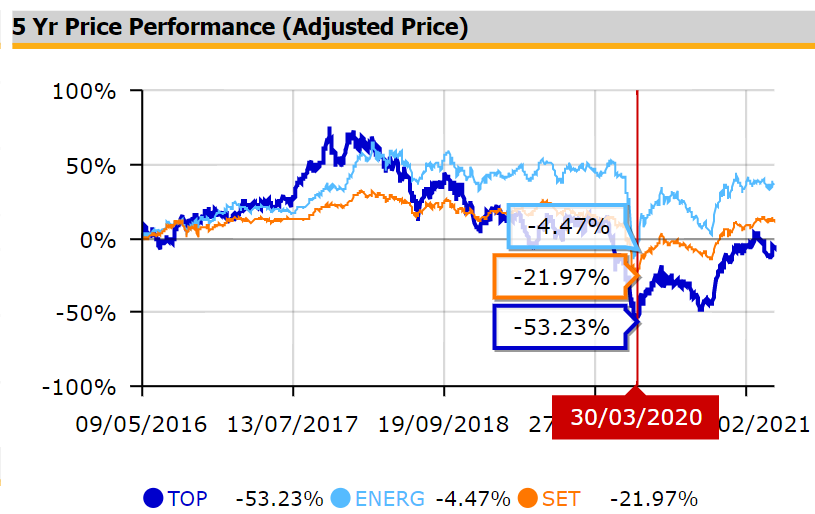 5 Yr Price Performance (Adjusted Price)
100%
50%
0%
-50%
-100%
-4.47%
-21.97%
-53.23%
09/05/2016 13/07/2017 19/09/2018 27 30/03/2020 02/2021
TOP -53.23% ENERG -4.47% SET -21.97%